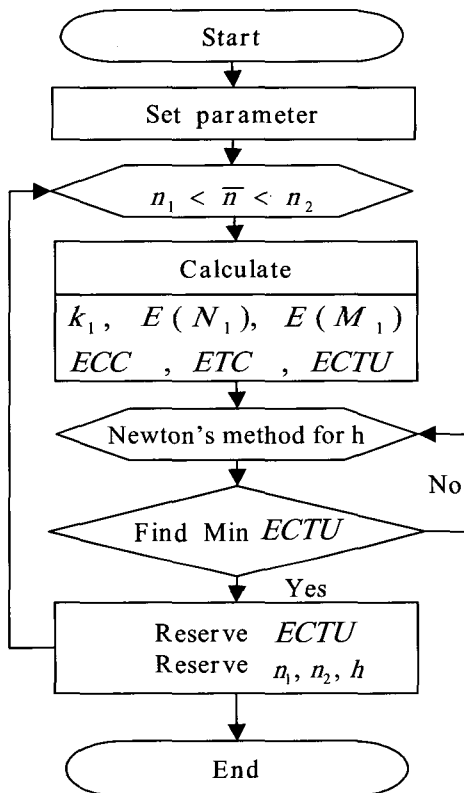 Start
Set parameter
n₁ < n̅ < n₂
Calculate
k₁, E(N₁), E(M₁)
ECC , ETC , ECTU
Newton's method for h
No
Find Min ECTU
Yes
Reserve ECTU
Reserve n₁, n₂, h
End